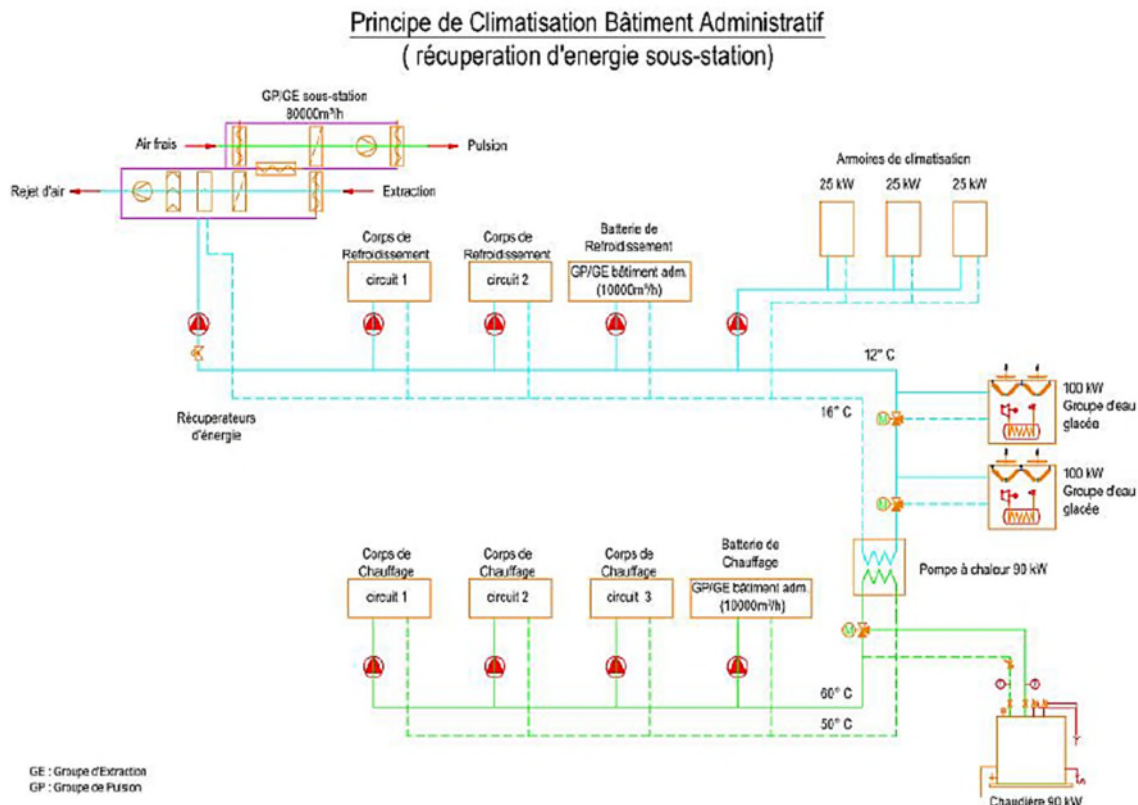 Principe de Climatisation Bâtiment Administratif
( récuperation d'energie sous-station)
GP/GE sous-station
80000m³/h
Air frais
Pulsion
Rejet d'air
Extraction
Armoires de climatisation
25 kW
25 kW
25 kW
Corps de
Refroidissement
circuit 1
Corps de
Refroidissement
circuit 2
Batterie de
Refroidissement
GP/GE bâtiment adm.
(10000m³/h)
12° C
16° C
Récuperateurs
d'énergie
100 kW
Groupe d'eau
glacée
M
100 kW
Groupe d'eau
glacée
M
Corps de
Chauffage
circuit 1
Corps de
Chauffage
circuit 2
Corps de
Chauffage
circuit 3
Batterie de
Chauffage
GP/GE bâtiment adm.
(10000m³/h)
Pompe à chaleur 90 kW
M
60° C
50° C
Chaudière 90 kW
GE : Groupe d'Extraction
GP : Groupe de Pulsion